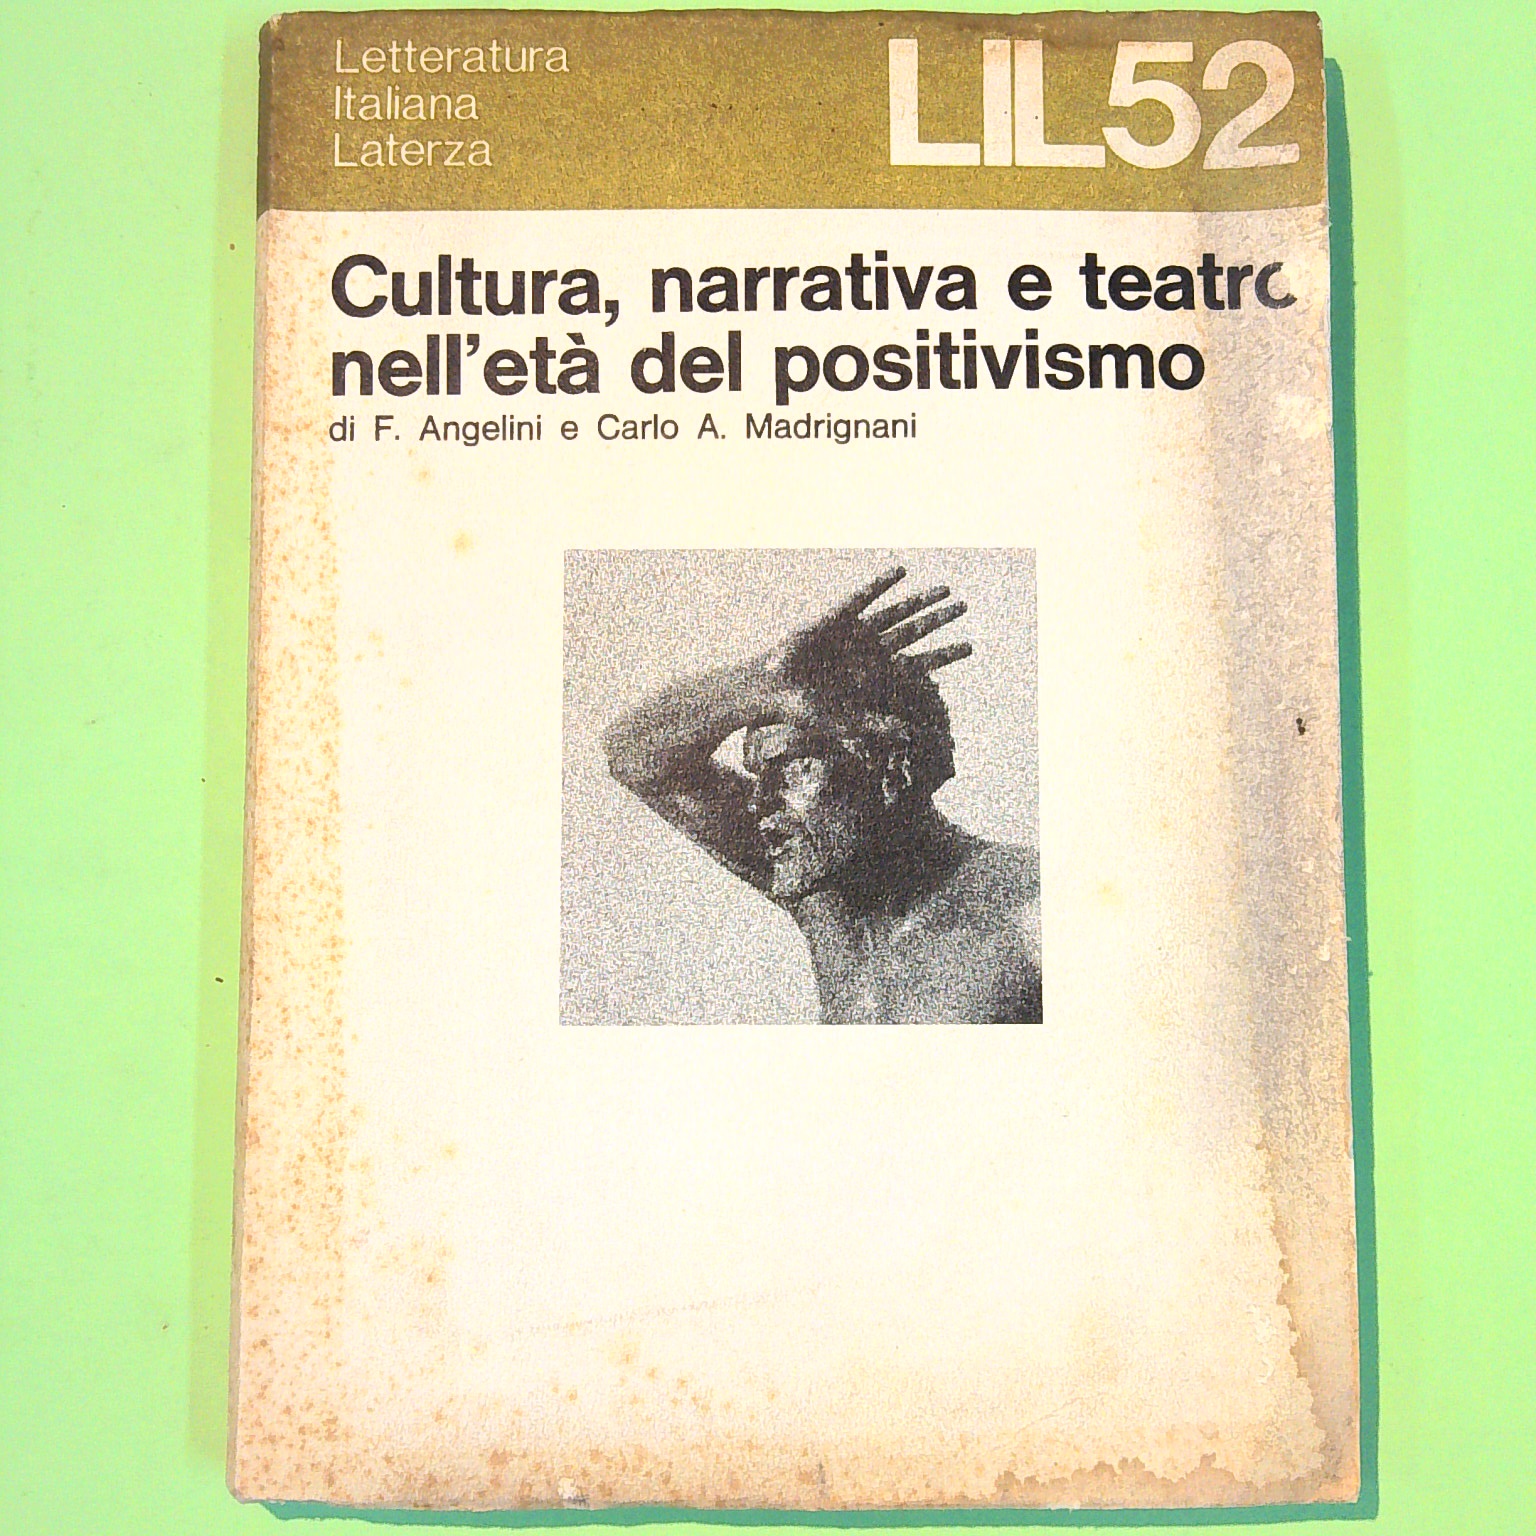 Letteratura
Italiana
Laterza
LIL52
Cultura, narrativa e teatro
nell'età del positivismo
di F. Angelini e Carlo A. Madrignani